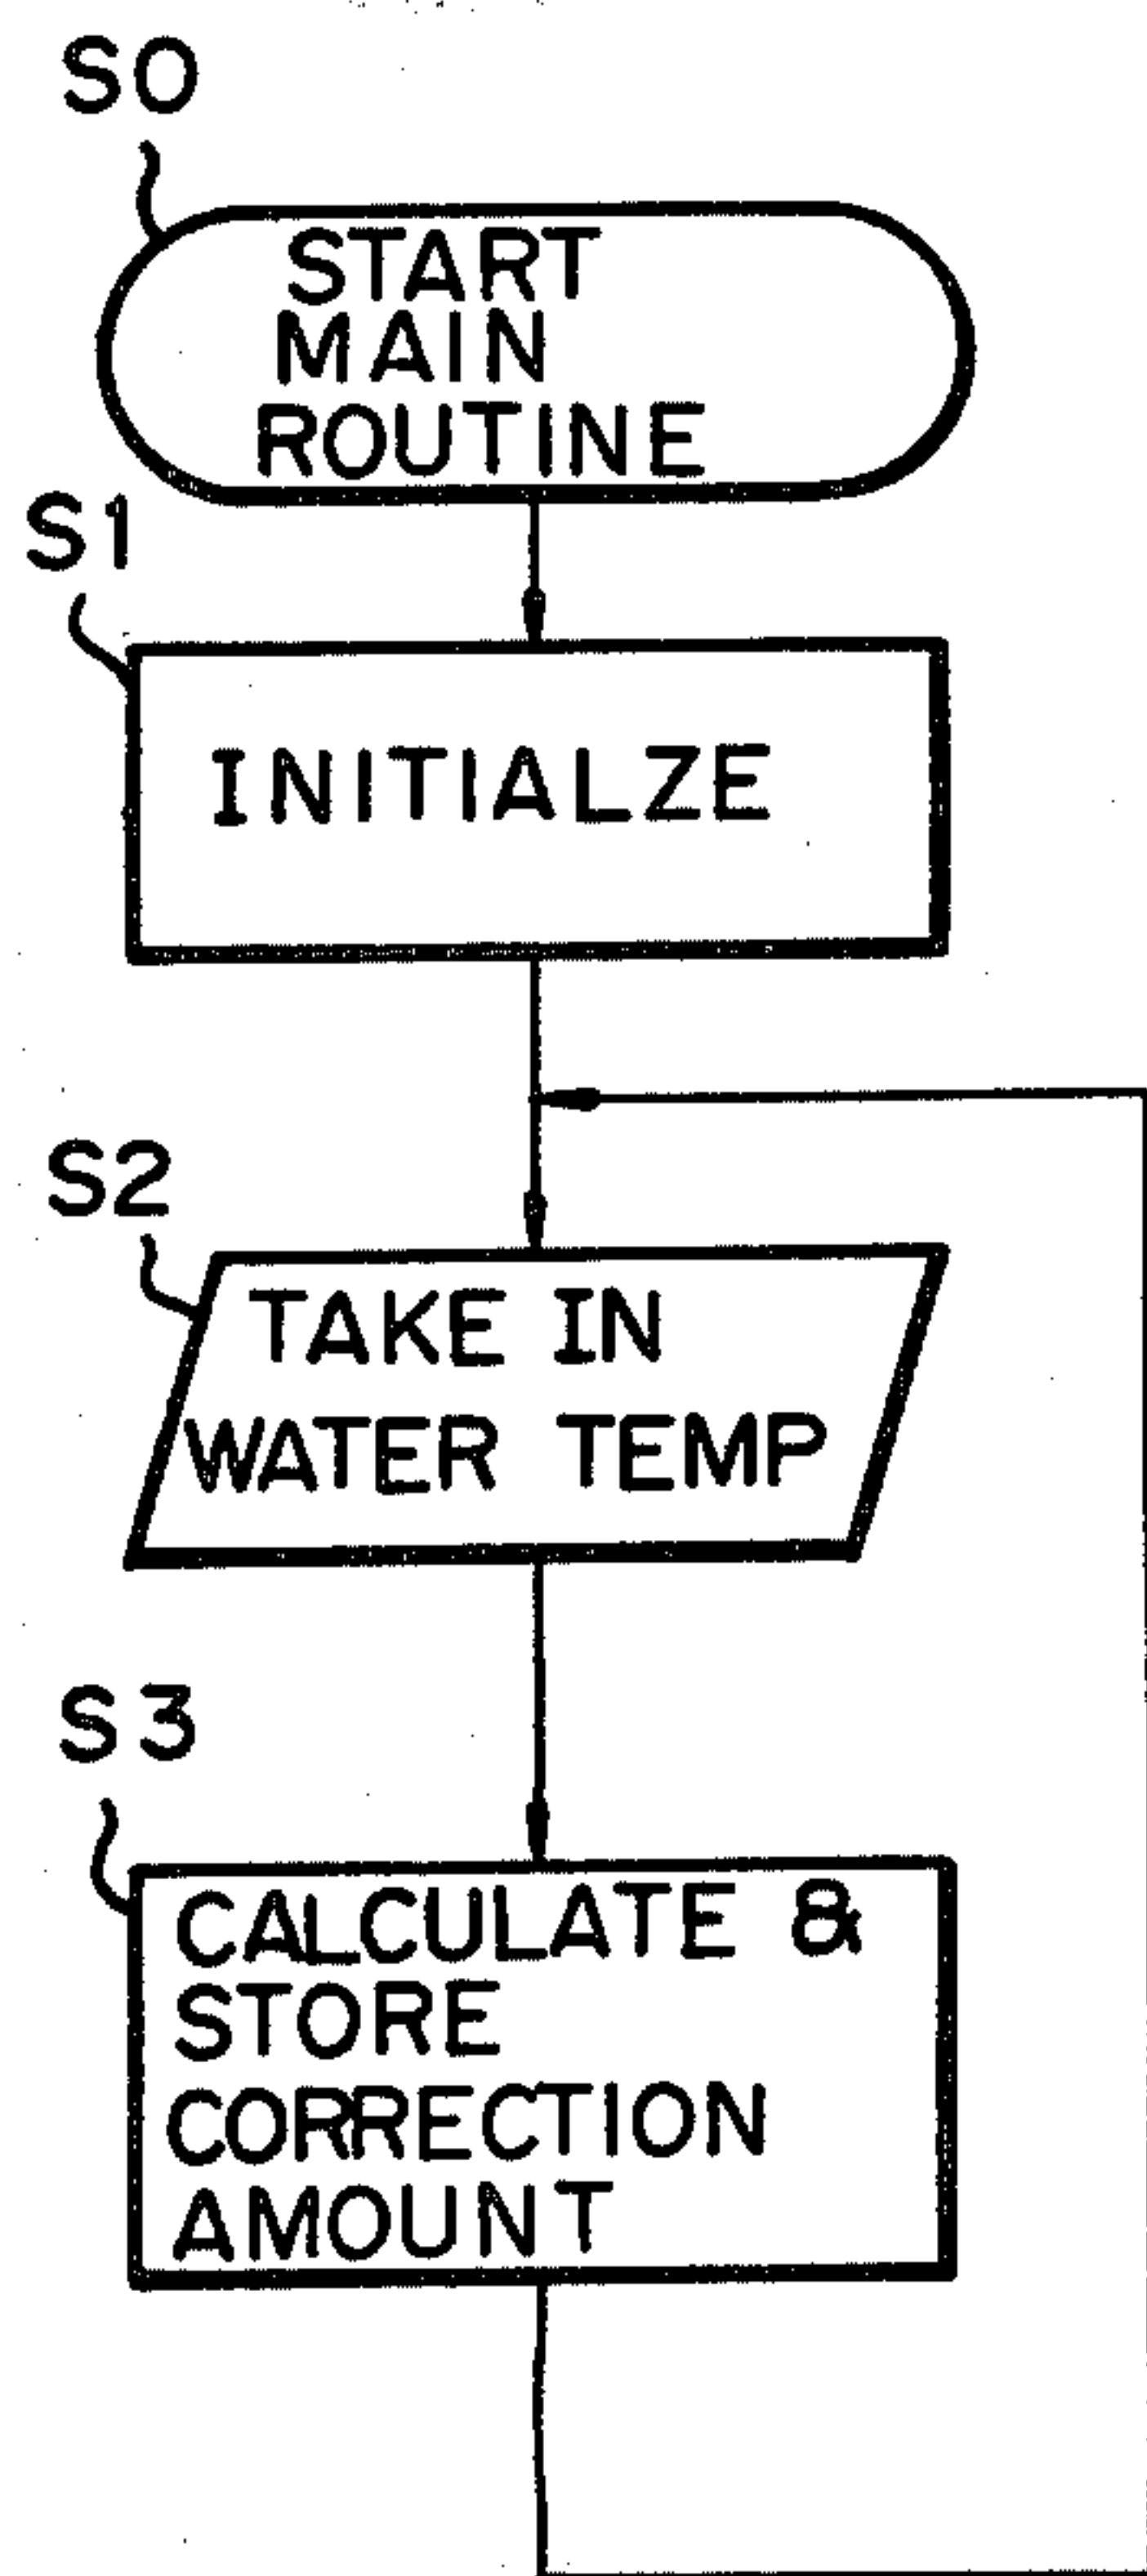 S0
START
MAIN
ROUTINE
S1
INITIALZE
S2
TAKE IN
WATER TEMP
S3
CALCULATE &
STORE
CORRECTION
AMOUNT